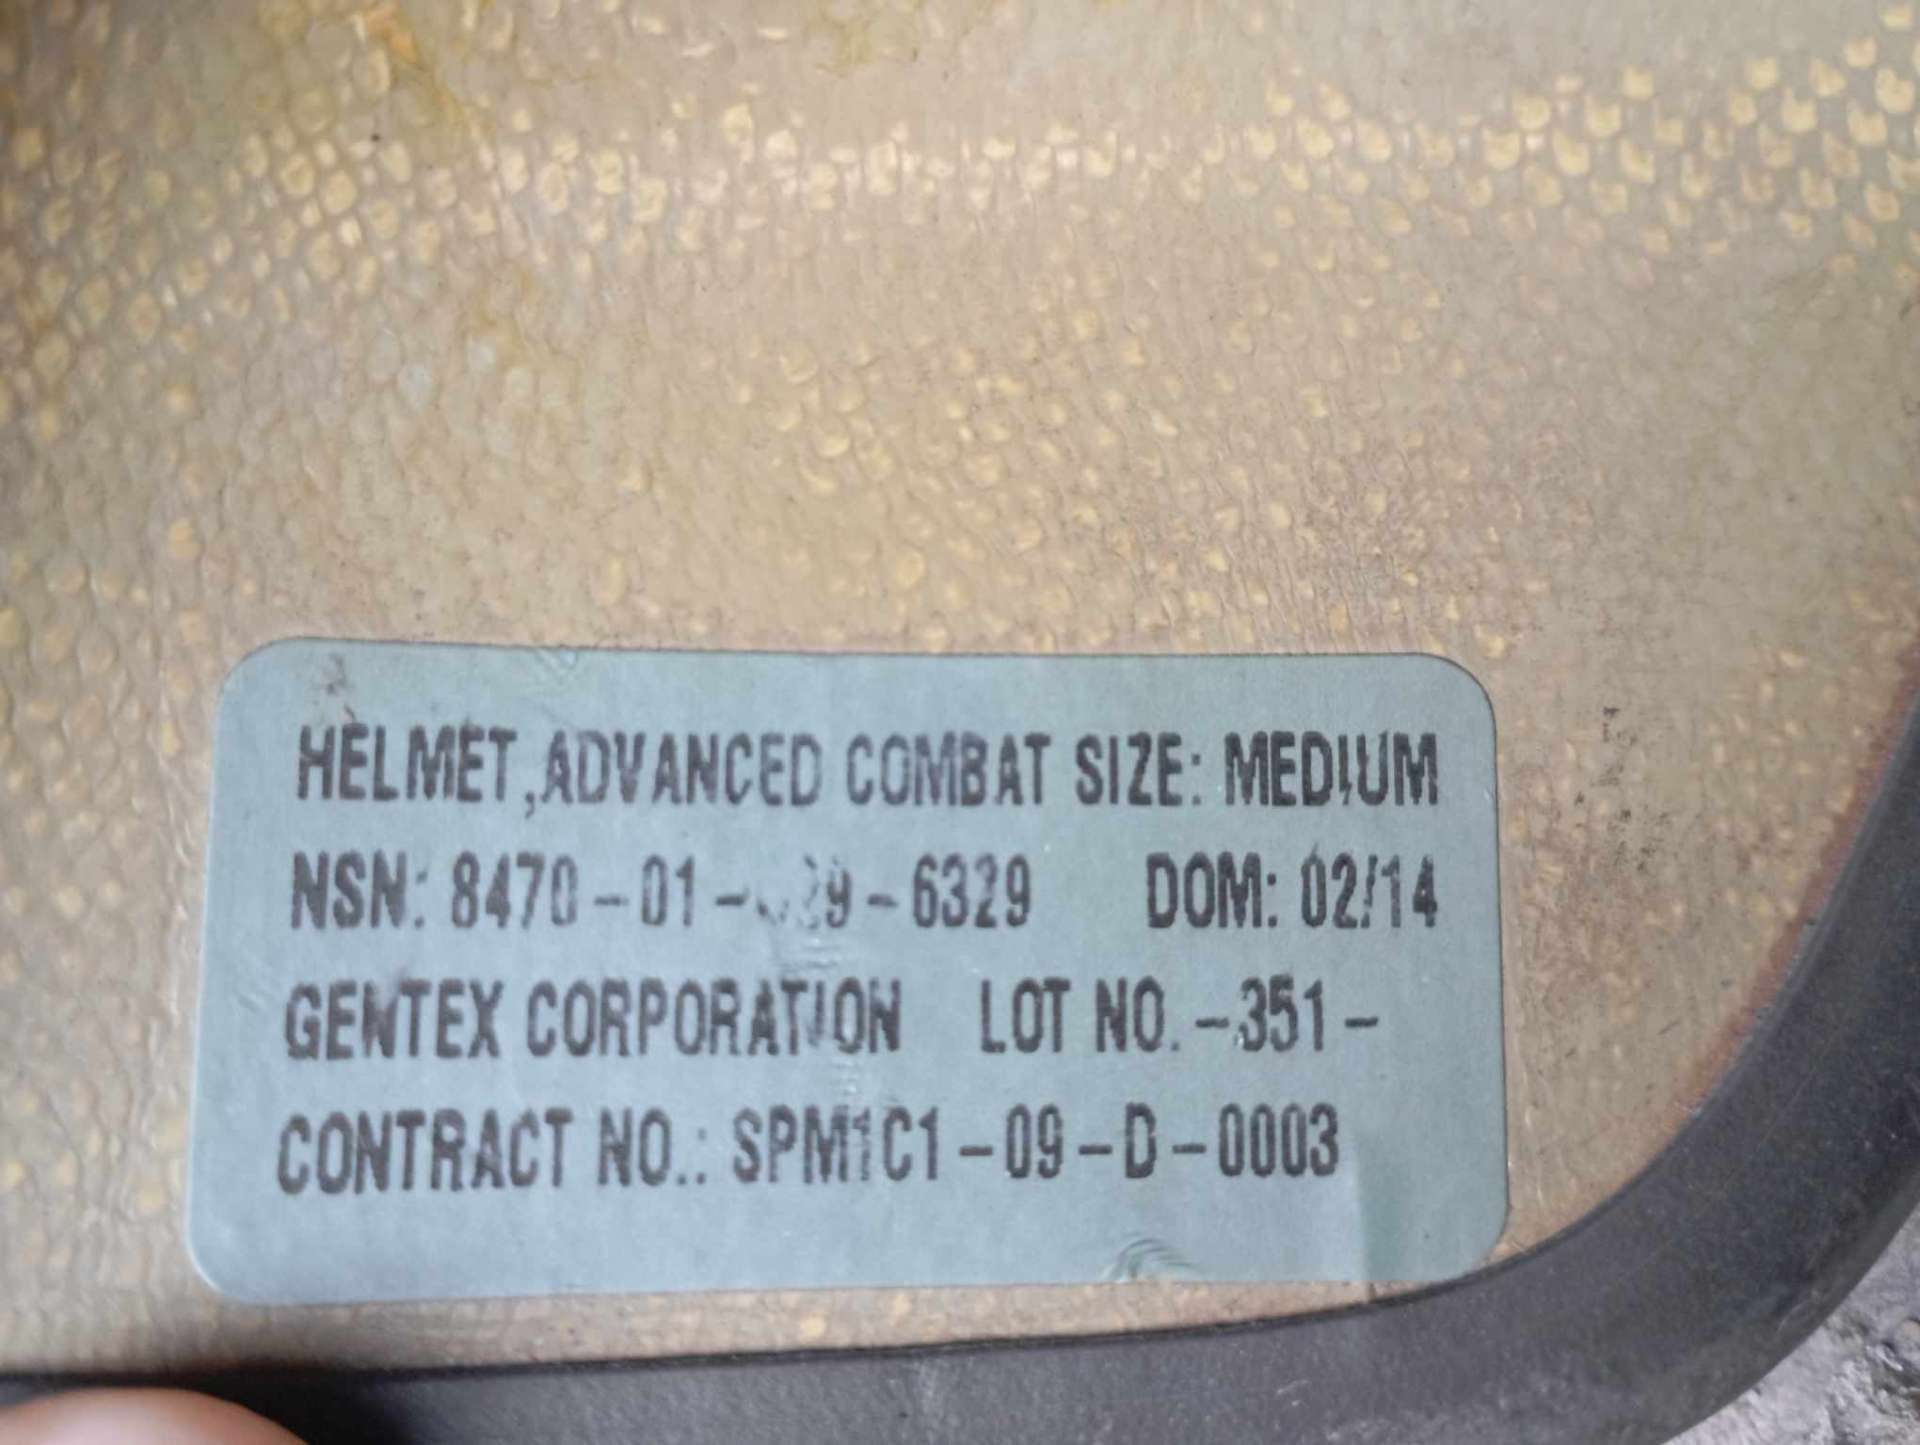 HELMET, ADVANCED COMBAT SIZE: MEDIUM
NSN: 8470-01-529-6329 DOM: 02/14
GENTEX CORPORATION LOT NO. -351-
CONTRACT NO.: SPM1C1-09-D-0003